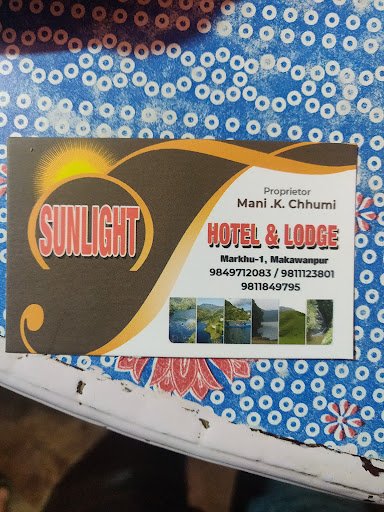 SUNLIGHT
Proprietor
Mani .K. Chhumi
HOTEL & LODGE
Markhu-1, Makawanpur
9849712083 / 9811123801
9811849795